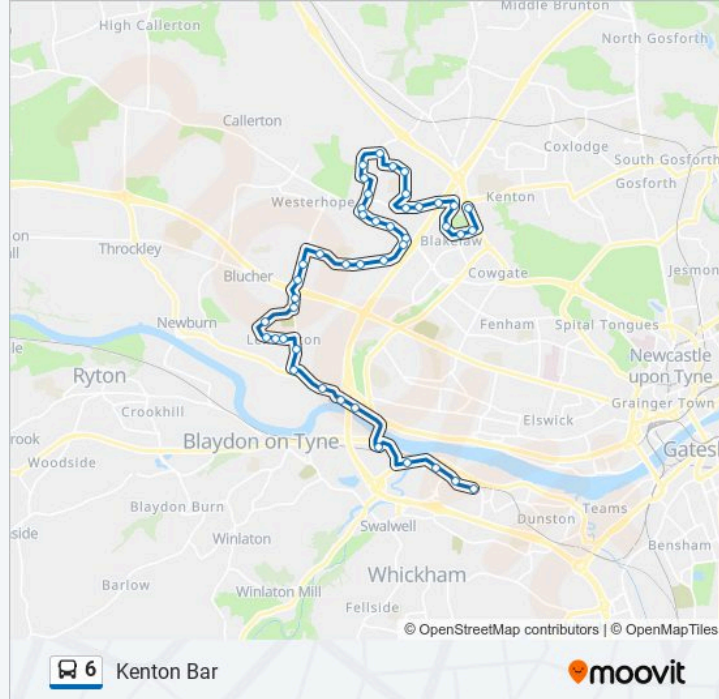 Middle Brunton
High Callerton
North Gosforth
Callerton
Coxlodge
South Gosforth
Gosforth
Kenton
Westerhope
Throckley
Blakelaw
Jesmon
Blucher
Cowgate
Newburn
Fenham
Spital Tongues
Newcastle
upon Tyne
Ryton
Grainger Town
Crookhill
Elswick
Blaydon on Tyne
Woodside
Blaydon Burn
Teams
Dunston
Swalwell
Winlaton
Bensham
Whickham
Barlow
Winlaton Mill
Fellside
© OpenStreetMap contributors | © OpenMapTiles
6 Kenton Bar
moovit